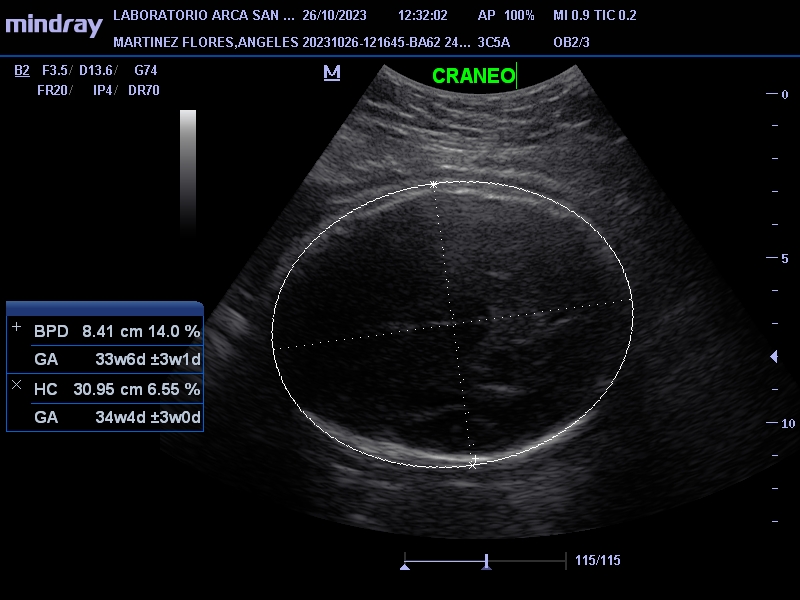 mindray
LABORATORIO ARCA SAN ... 26/10/2023 12:32:02 AP 100% MI 0.9 TIC 0.2
MARTINEZ FLORES,ANGELES 20231026-121645-BA62 24... 3C5A OB2/3
B2 F3.5/ D13.6/ G74
FR20/ IP4/ DR70
M
CRANEO
0
5
10
+ BPD 8.41 cm 14.0 %
GA 33w6d ±3w1d
× HC 30.95 cm 6.55 %
GA 34w4d ±3w0d
115/115